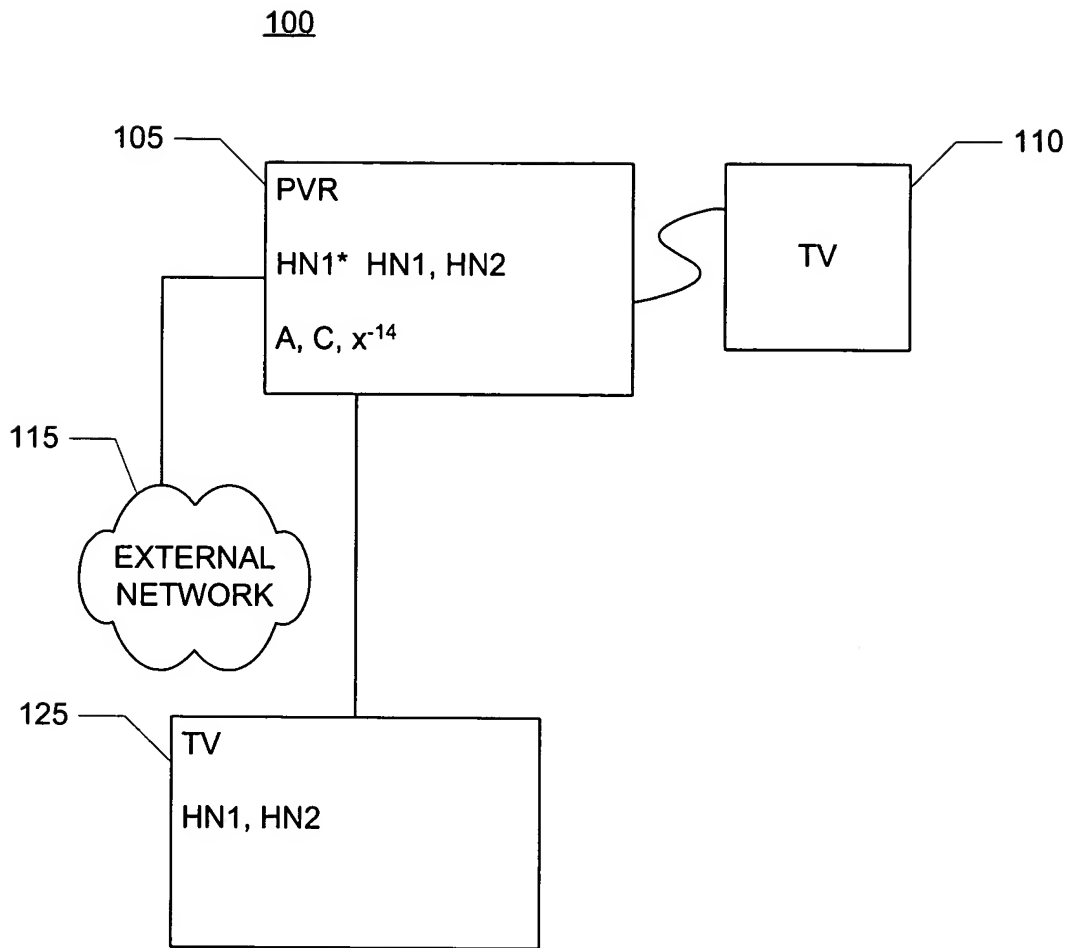 100
105
110
PVR
HN1* HN1, HN2
A, C, x⁻¹⁴
TV
115
EXTERNAL
NETWORK
125
TV
HN1, HN2